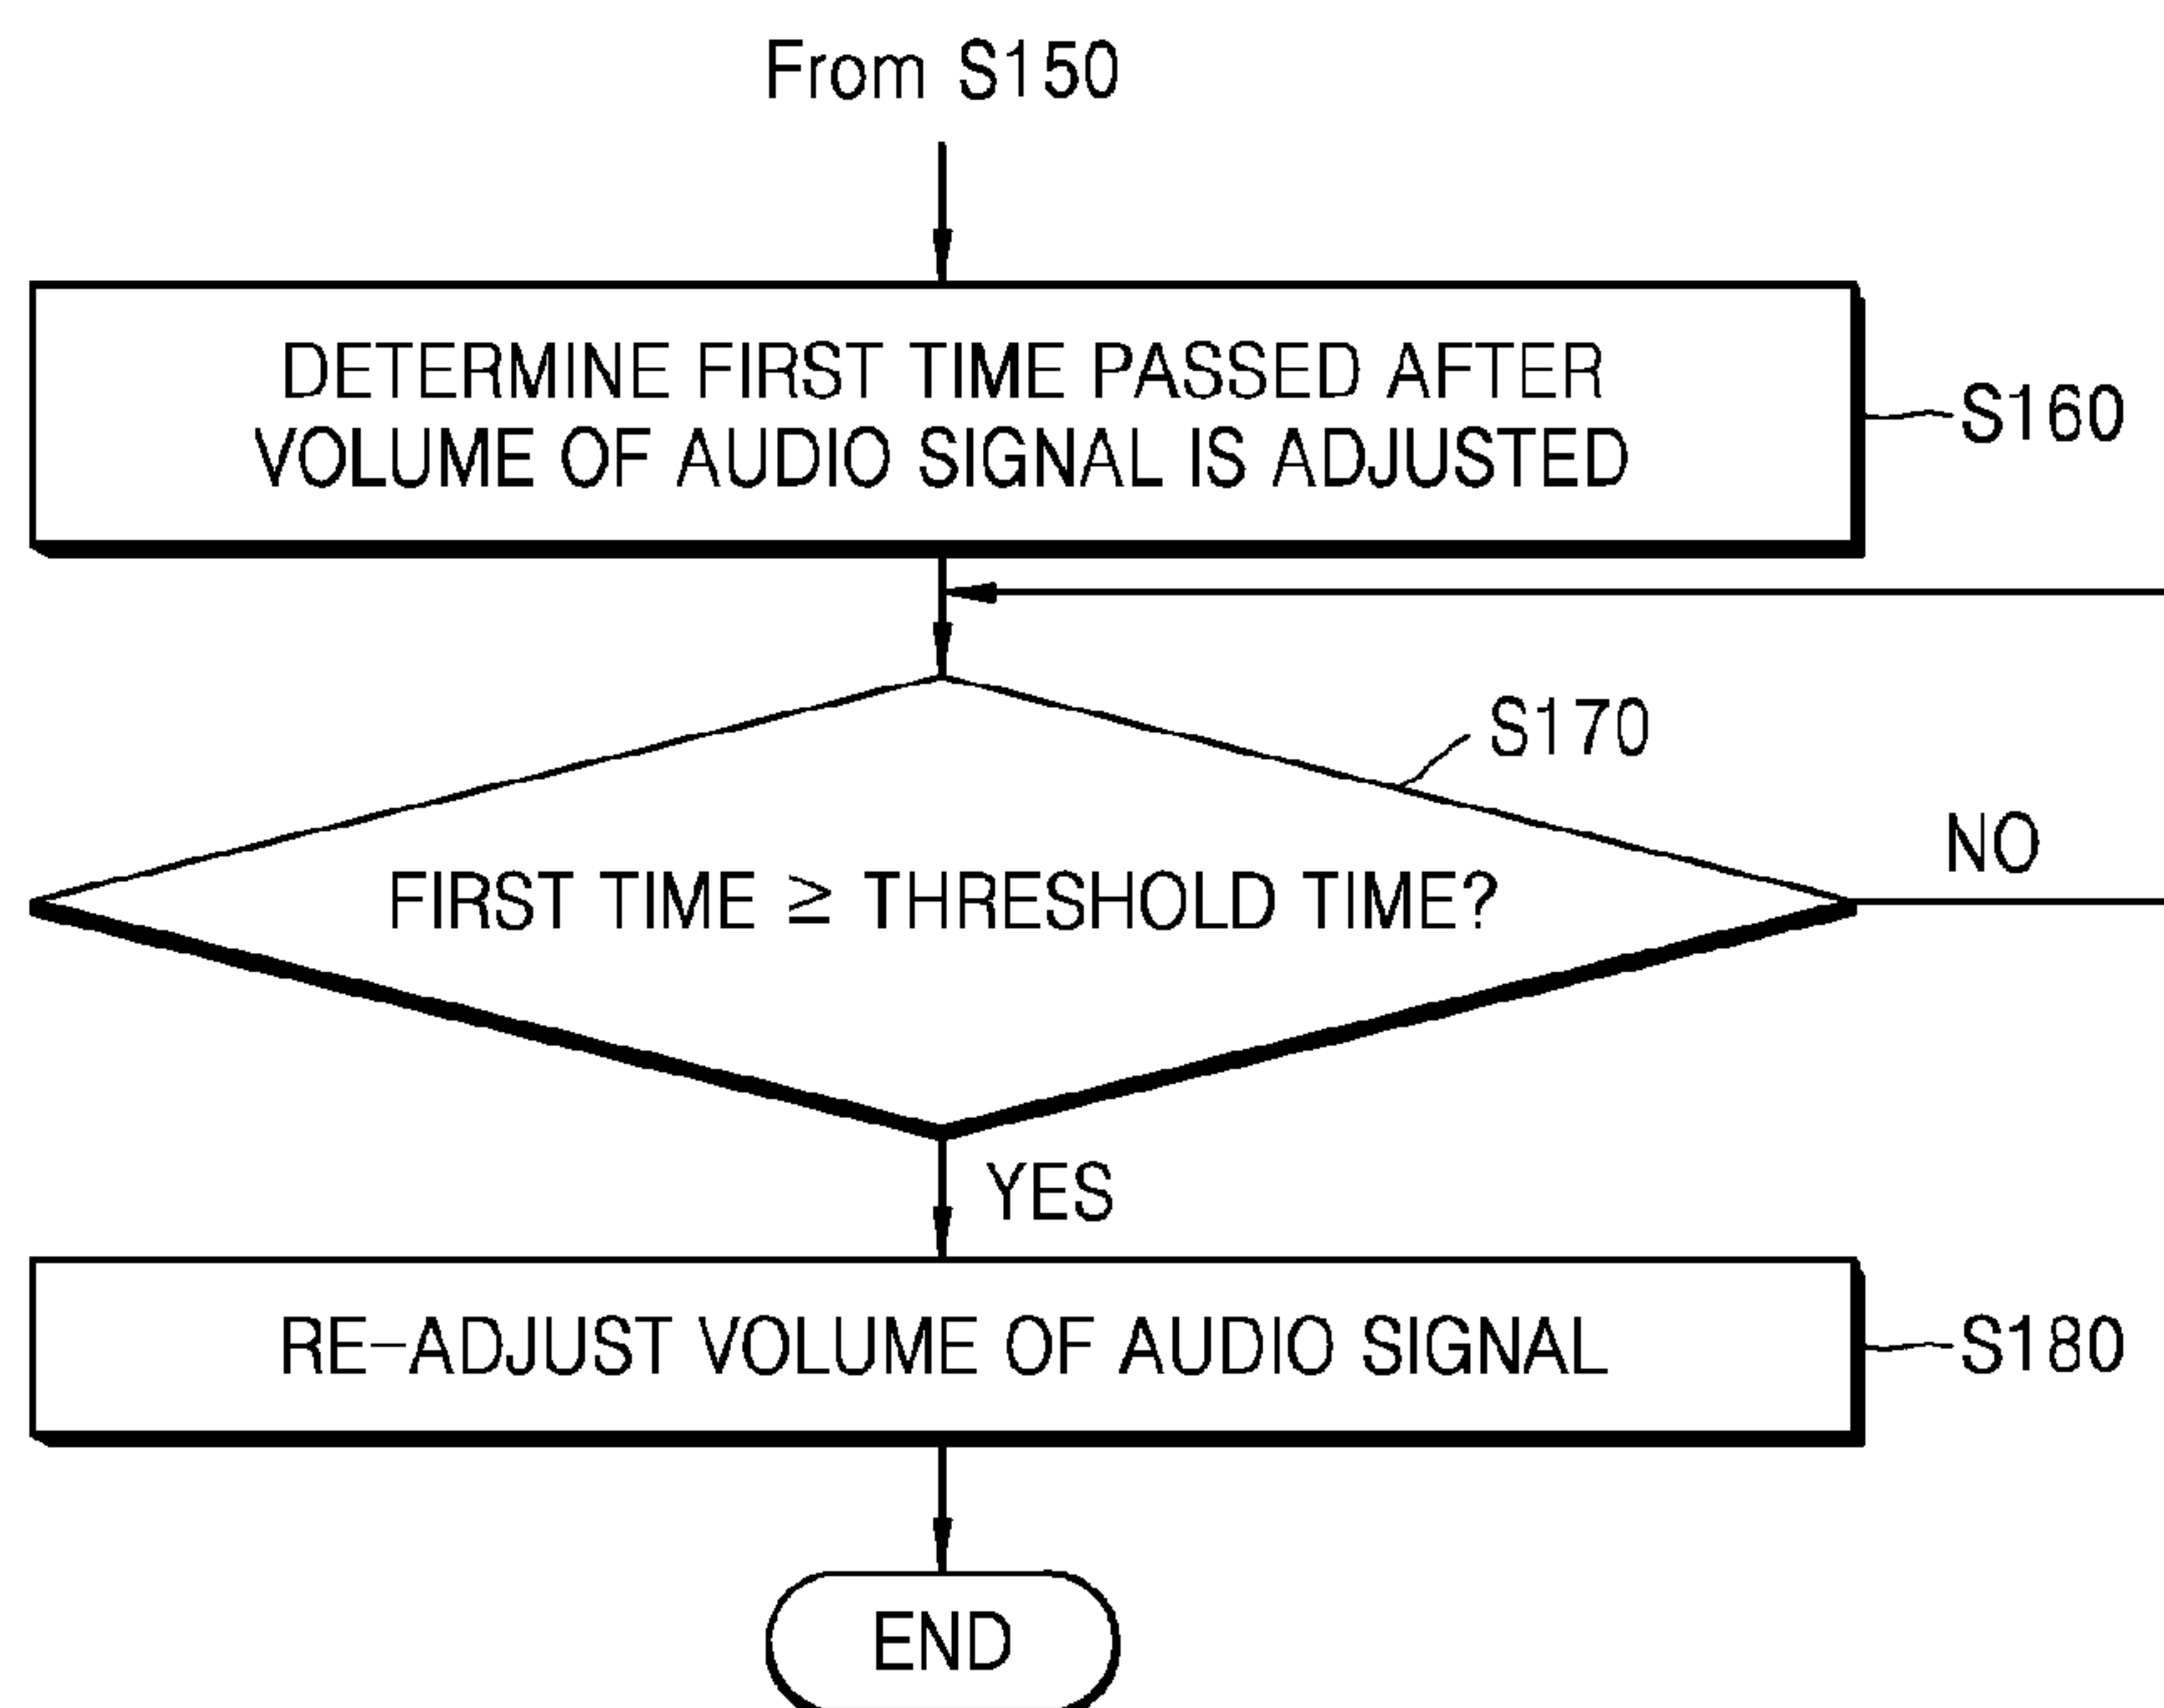 From S150
DETERMINE FIRST TIME PASSED AFTER
VOLUME OF AUDIO SIGNAL IS ADJUSTED
S160
S170
NO
FIRST TIME ≥ THRESHOLD TIME?
YES
RE-ADJUST VOLUME OF AUDIO SIGNAL
S180
END